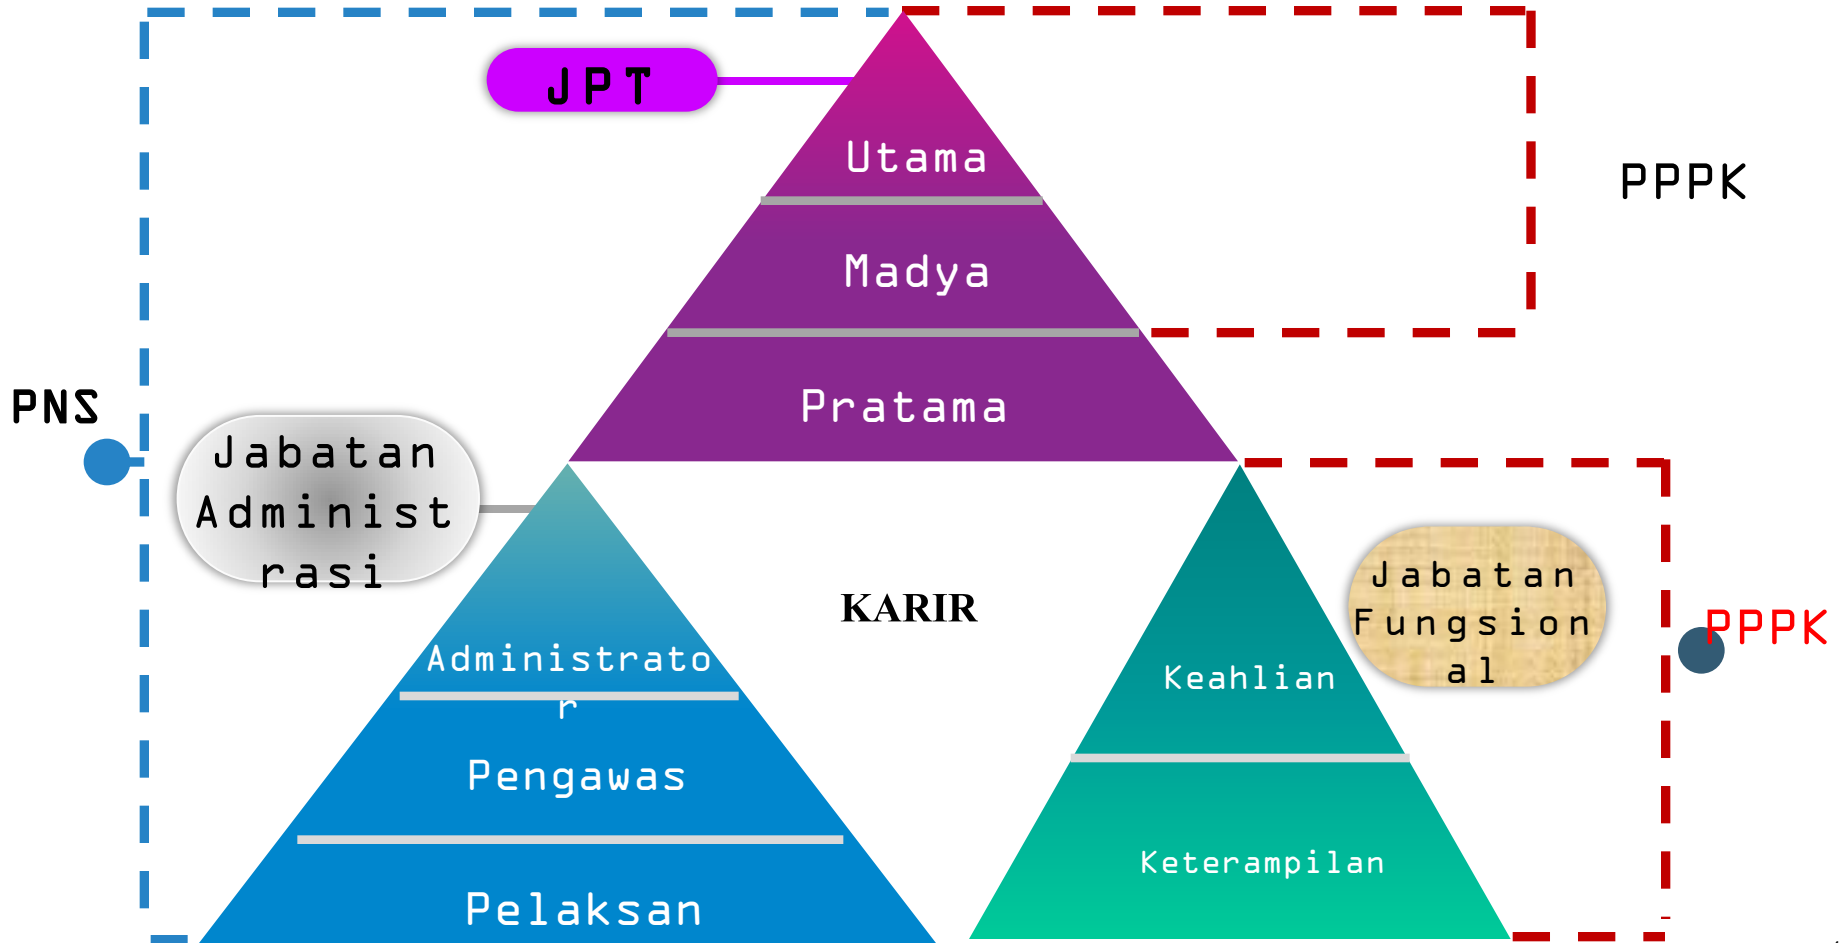 JPT
Utama
PPPK
Madya
Pratama
PNS
Jabatan
Administ
rasi
KARIR
Jabatan
Fungsion
al
PPPK
Administrato
r
Keahlian
Pengawas
Keterampilan
Pelaksan